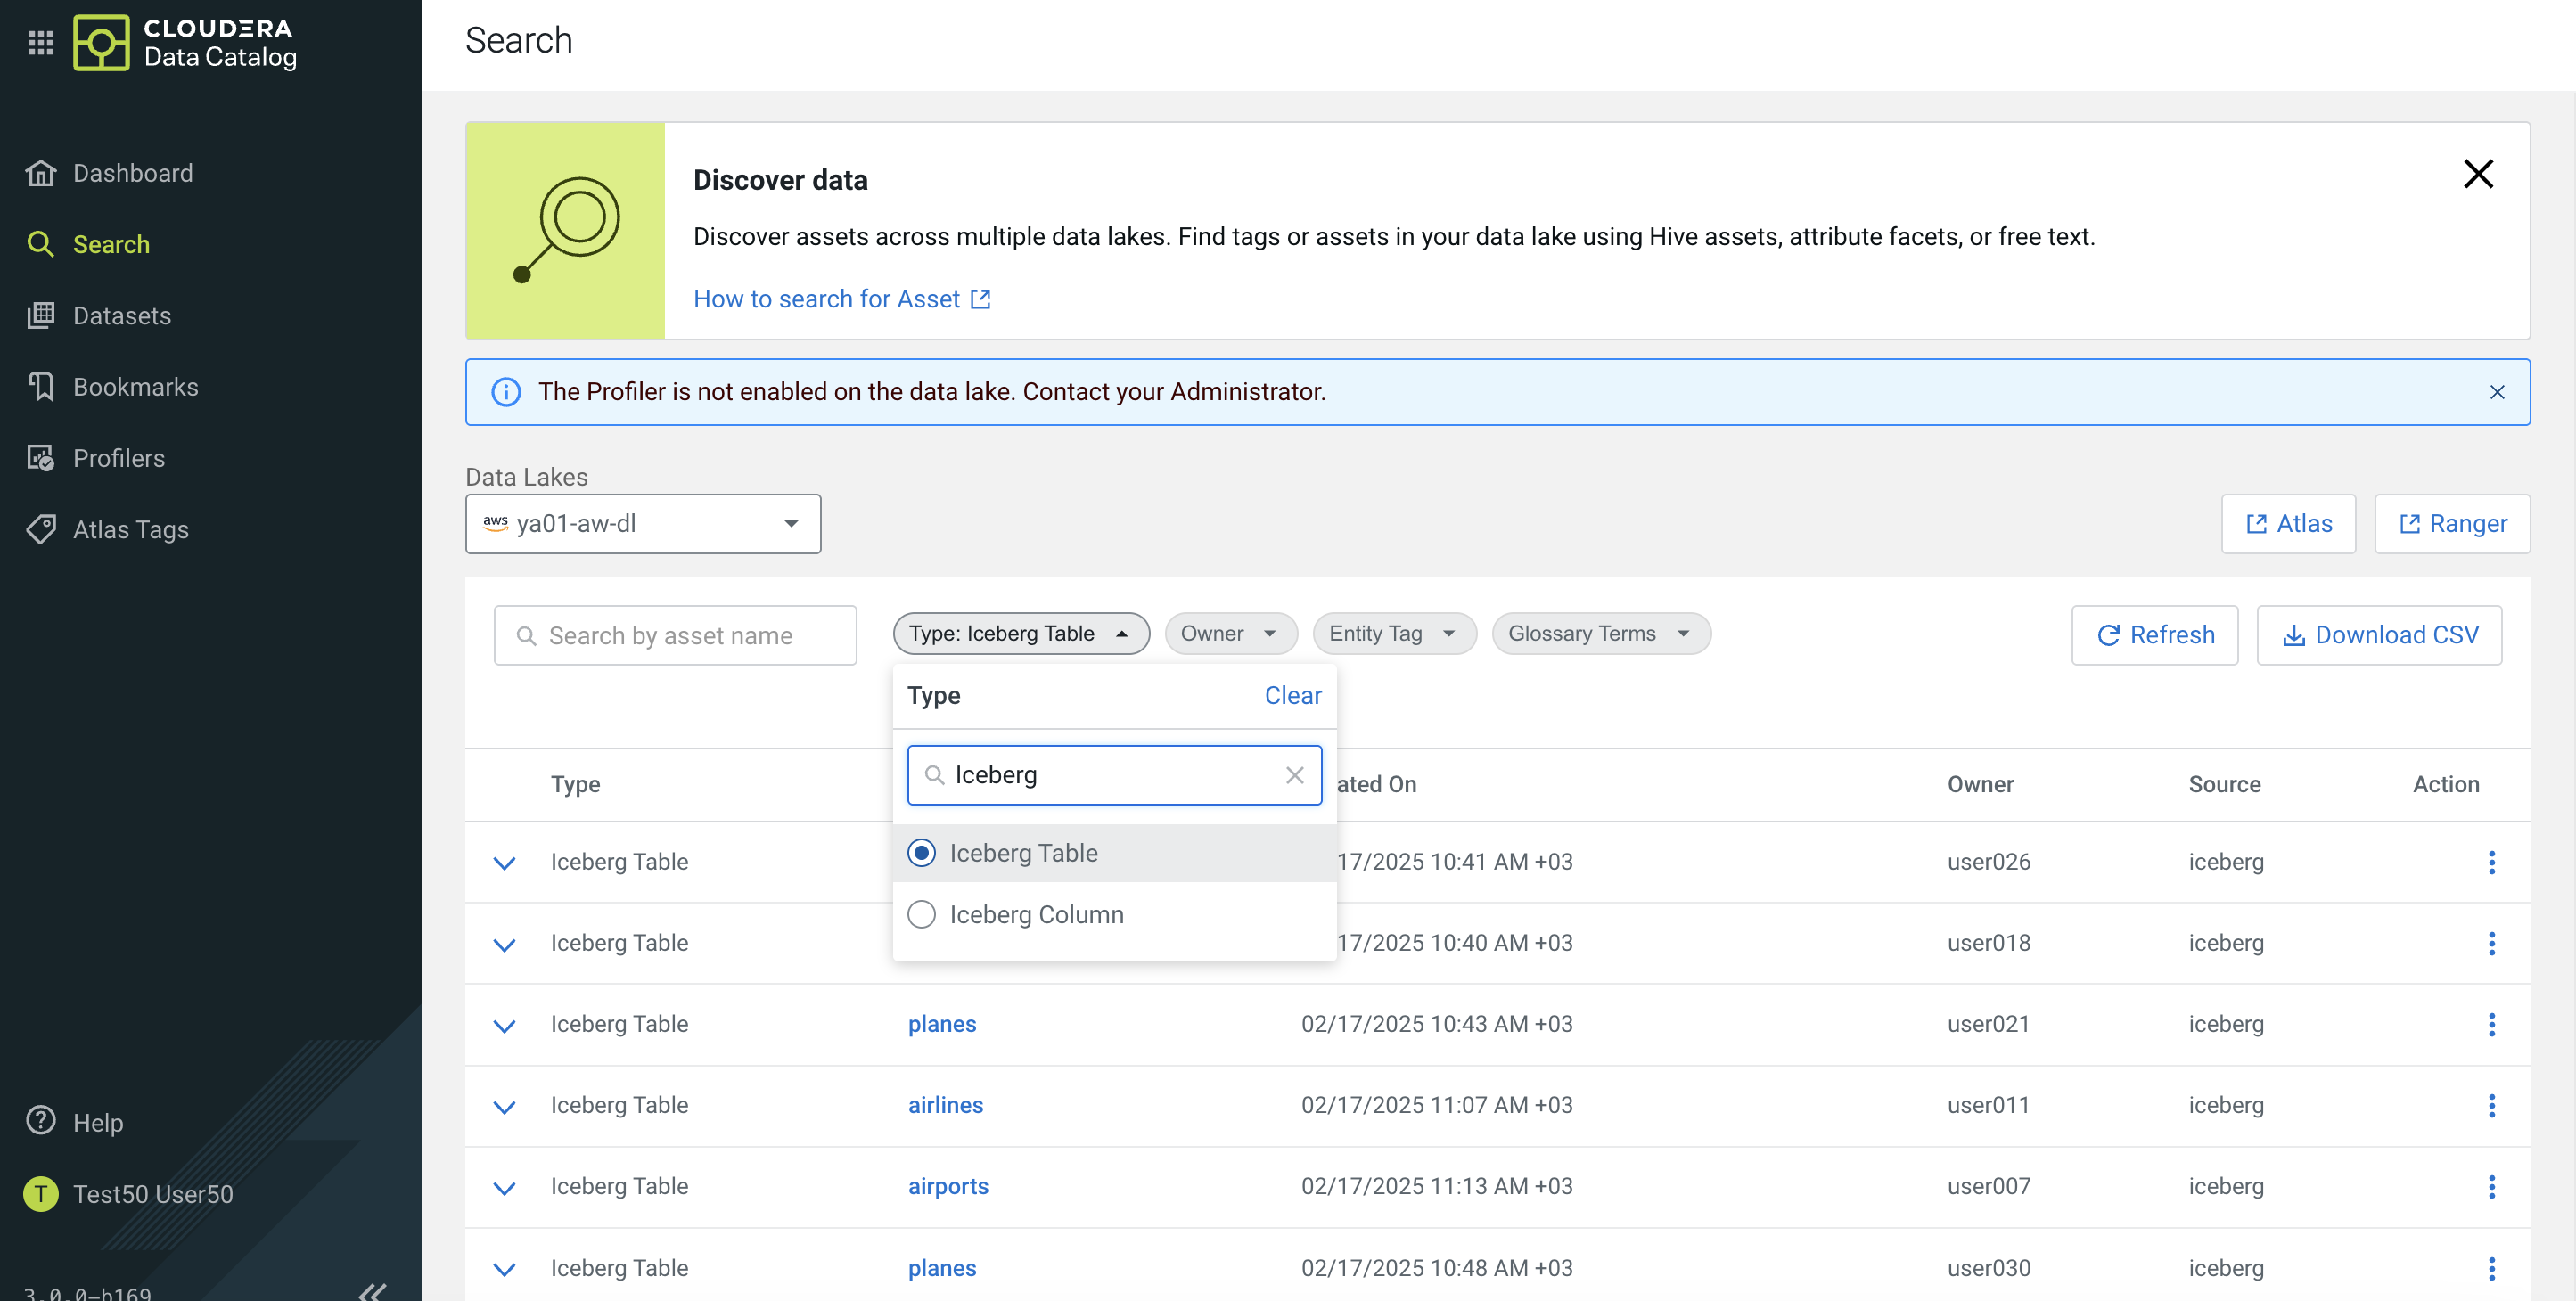 CLOUDERA
Data Catalog
Dashboard
Search
Datasets
Bookmarks
Profilers
Atlas Tags
Help
T Test50 User50
3.0.0-b169
Search
Discover data
Discover assets across multiple data lakes. Find tags or assets in your data lake using Hive assets, attribute facets, or free text.
How to search for Asset
The Profiler is not enabled on the data lake. Contact your Administrator.
Data Lakes
aws ya01-aw-dl
Atlas Ranger
Search by asset name Type: Iceberg Table Owner Entity Tag Glossary Terms Refresh Download CSV
Type Clear
Iceberg
Iceberg Table
Iceberg Column
Type ated On Owner Source Action
Iceberg Table 17/2025 10:41 AM +03 user026 iceberg
Iceberg Table 17/2025 10:40 AM +03 user018 iceberg
Iceberg Table planes 02/17/2025 10:43 AM +03 user021 iceberg
Iceberg Table airlines 02/17/2025 11:07 AM +03 user011 iceberg
Iceberg Table airports 02/17/2025 11:13 AM +03 user007 iceberg
Iceberg Table planes 02/17/2025 10:48 AM +03 user030 iceberg